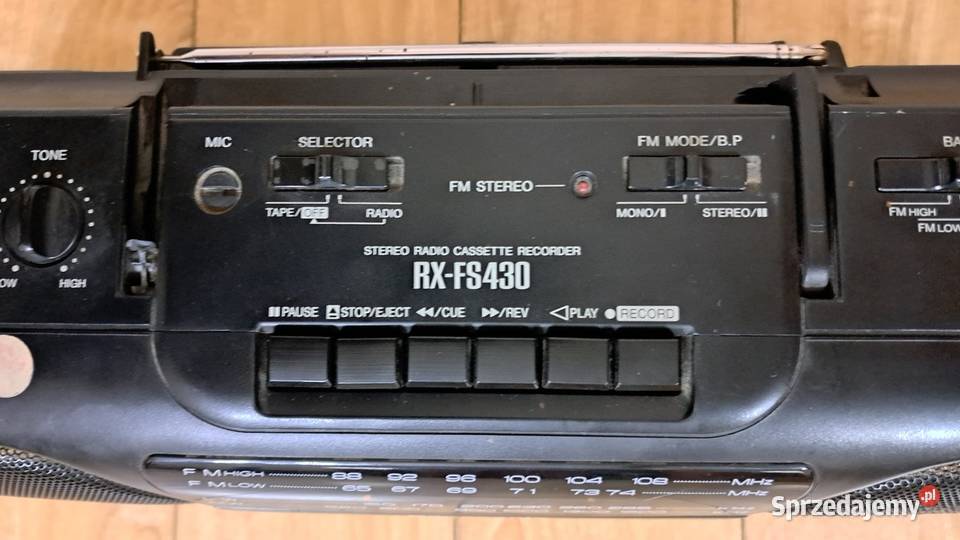 MIC
SELECTOR
FM MODE/B.P
TONE
FM STEREO
TAPE/OFF RADIO
MONO/I STEREO/II
FM HIGH
FM LOW
HIGH
STEREO RADIO CASSETTE RECORDER
RX-FS430
PAUSE STOP/EJECT ◀◀/CUE ▶▶/REV ◁PLAY ●RECORD
FM HIGH 88 92 96 100 104 108 MHz
FM LOW 65 67 69 71 73 74 MHz
Sprzedajemy.pl